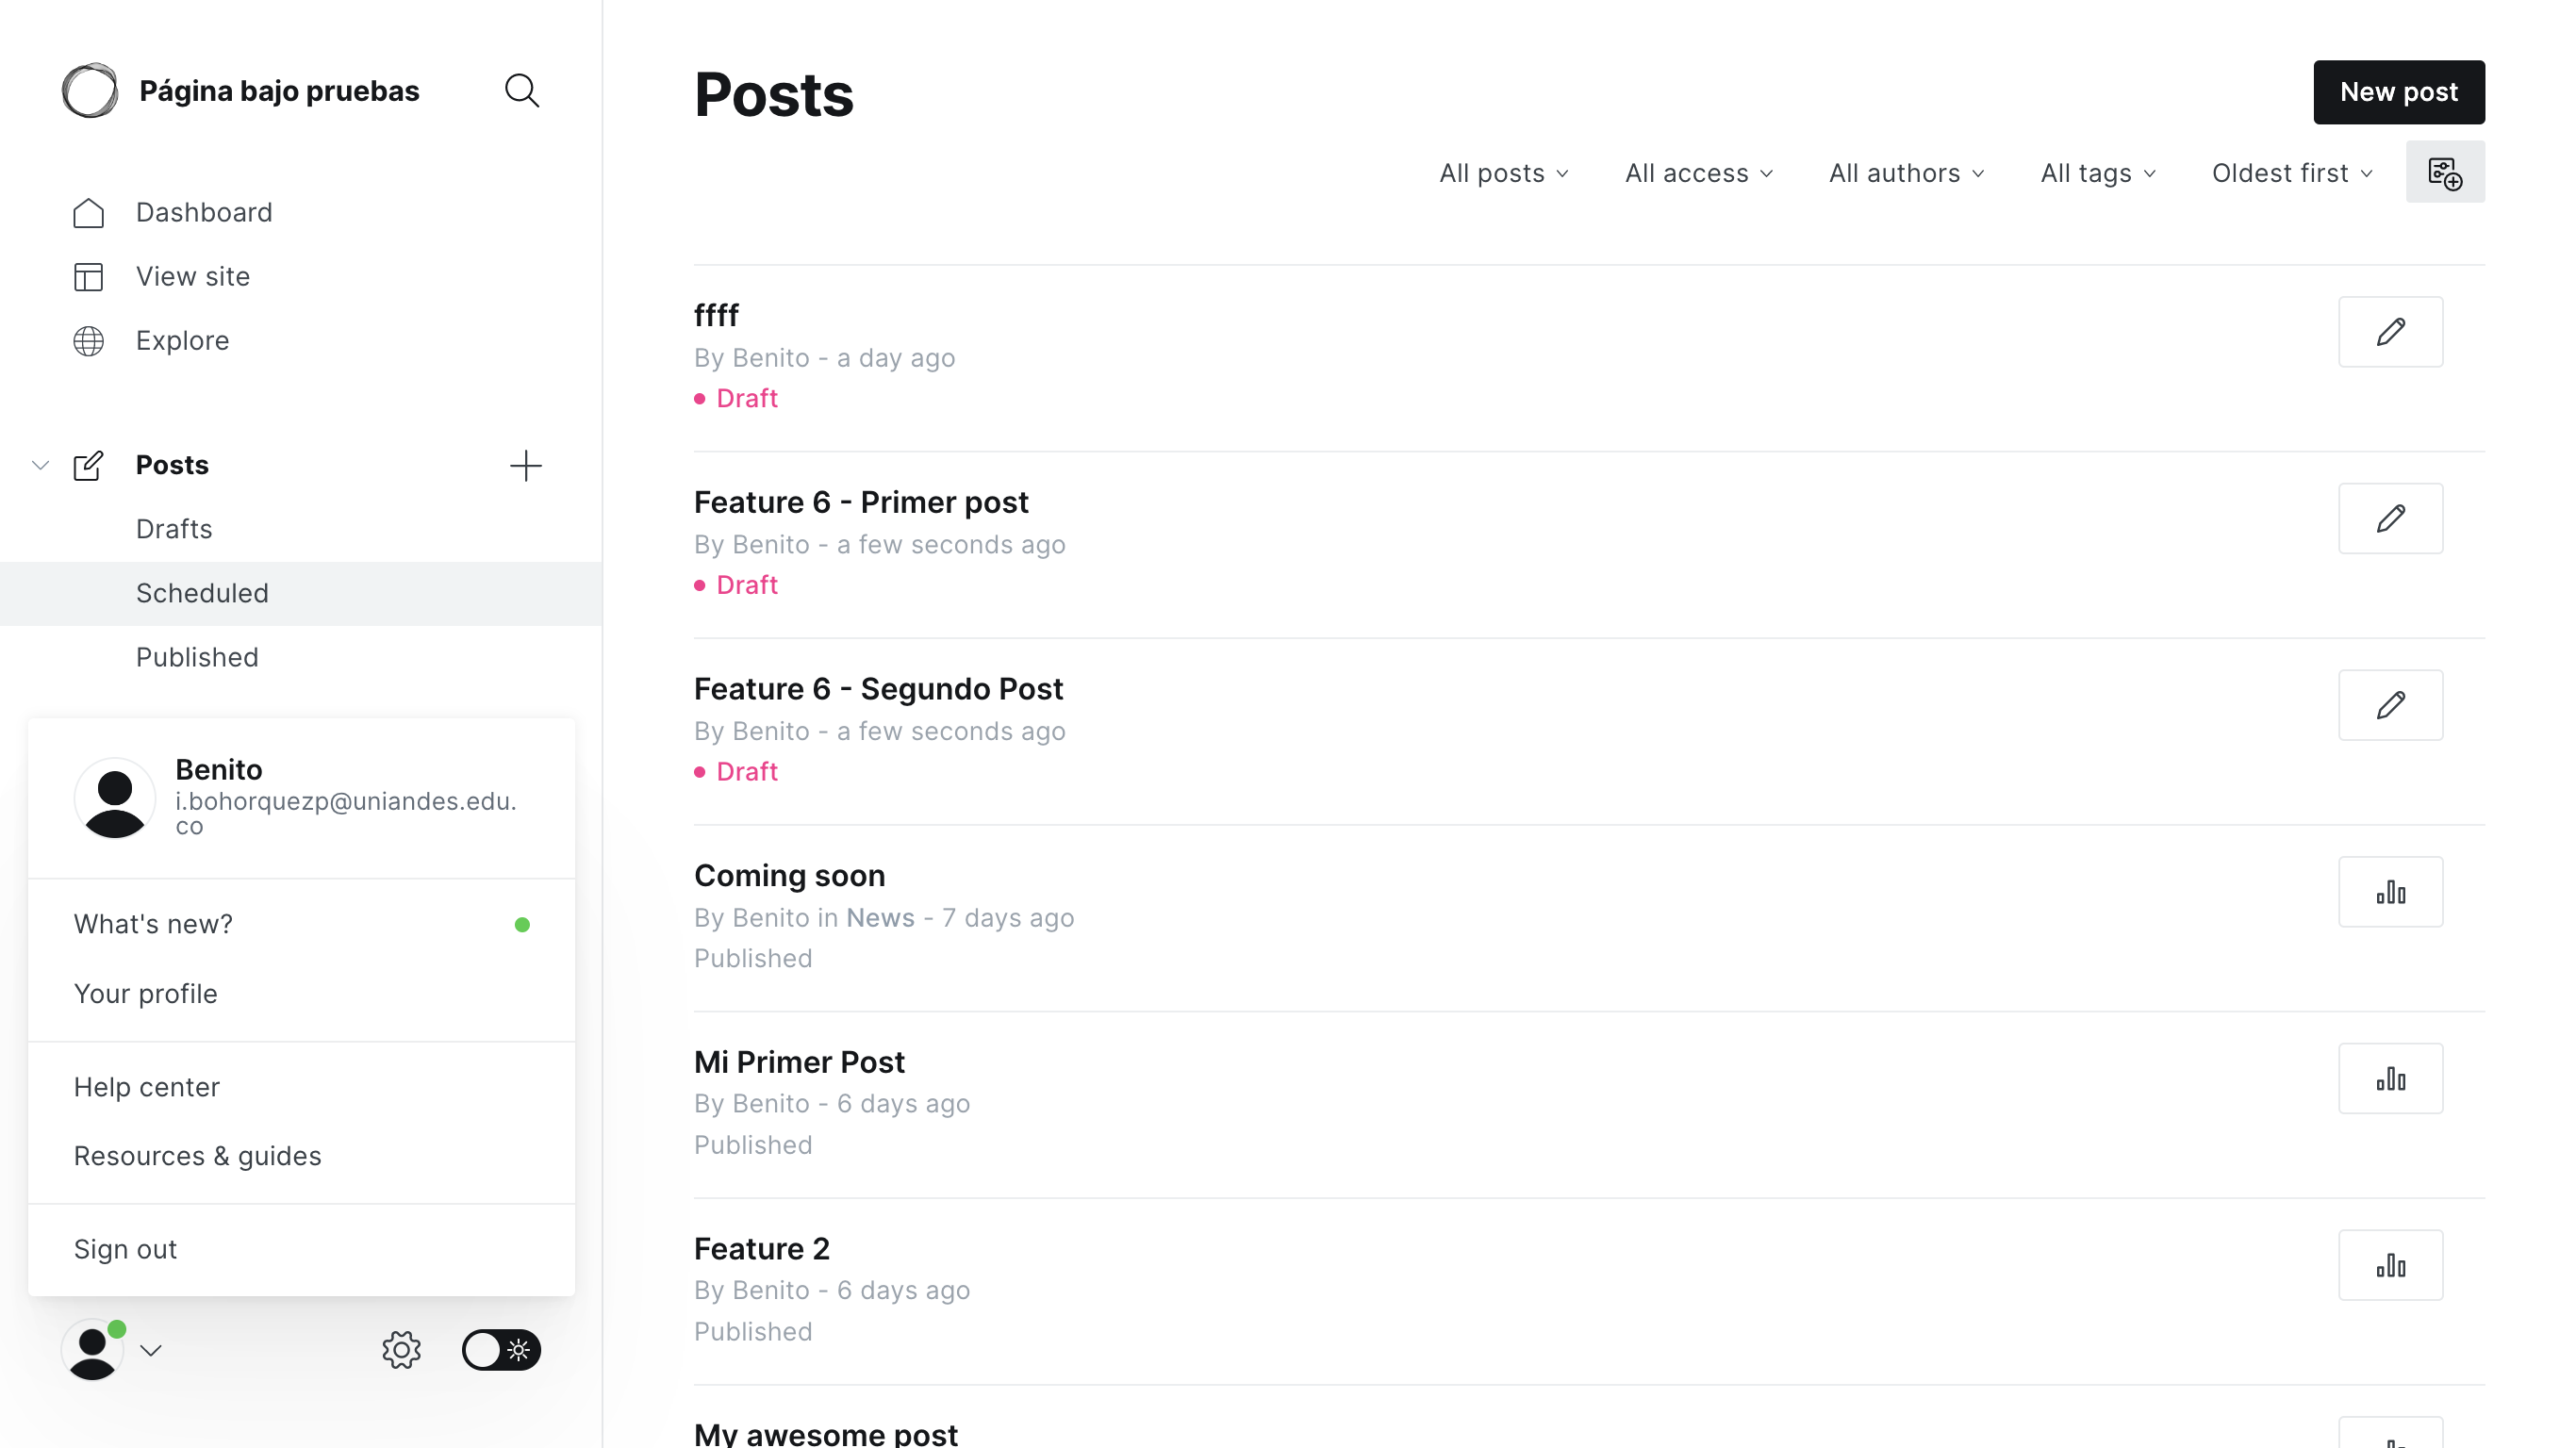 Página bajo pruebas
Dashboard
View site
Explore
Posts
Drafts
Scheduled
Published
Benito
i.bohorquezp@uniandes.edu.
co
What's new?
Your profile
Help center
Resources & guides
Sign out
Posts
New post
All posts
All access
All authors
All tags
Oldest first
ffff
By Benito - a day ago
Draft
Feature 6 - Primer post
By Benito - a few seconds ago
Draft
Feature 6 - Segundo Post
By Benito - a few seconds ago
Draft
Coming soon
By Benito in News - 7 days ago
Published
Mi Primer Post
By Benito - 6 days ago
Published
Feature 2
By Benito - 6 days ago
Published
My awesome post